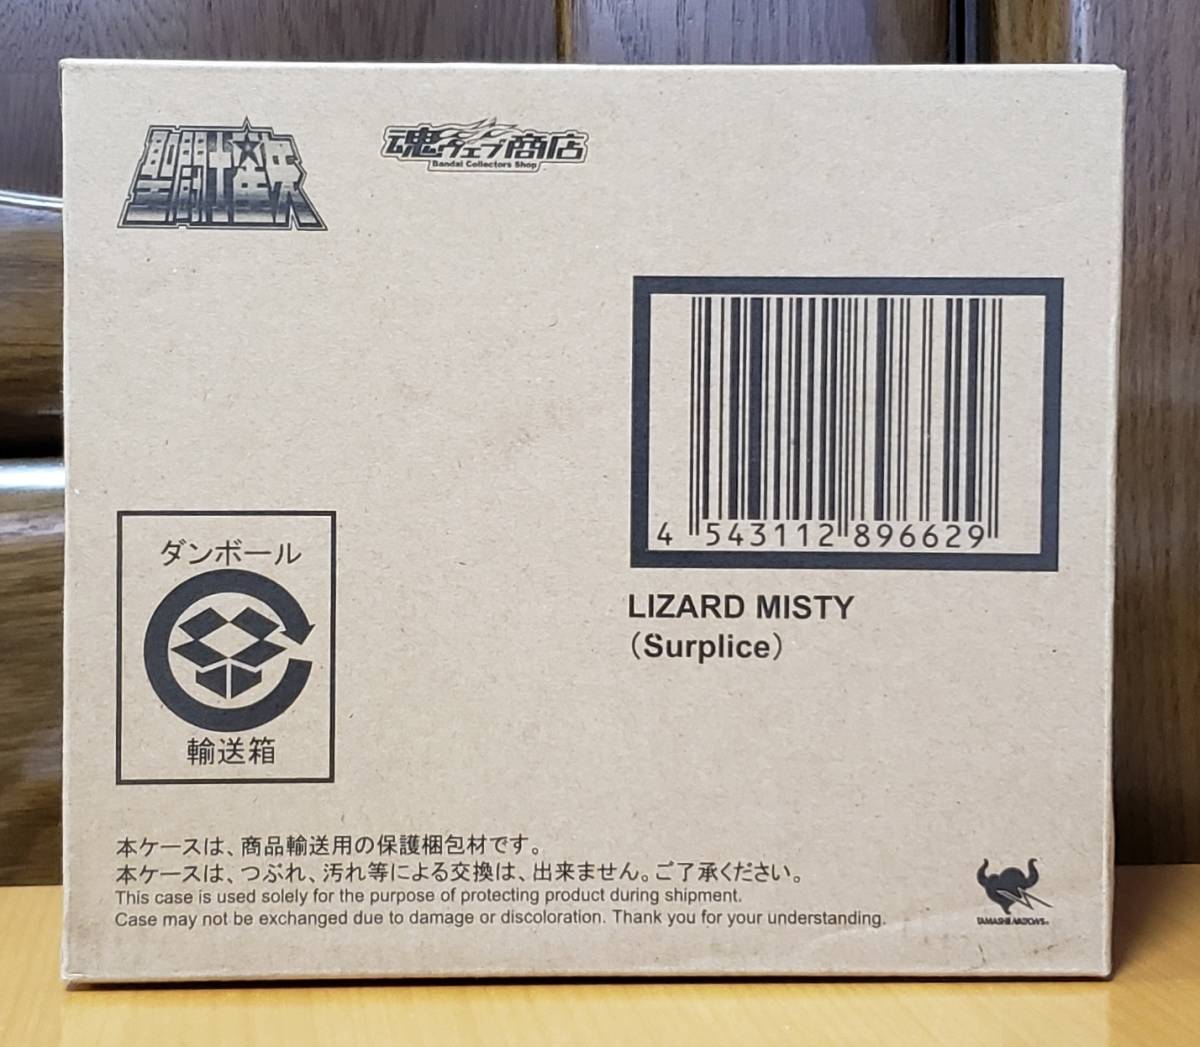 聖闘士星矢
魂ウェブ商店
Bandai Collectors Shop
4 543112 896629
LIZARD MISTY
(Surplice)
ダンボール
輸送箱
本ケースは、商品輸送用の保護梱包材です。
本ケースは、つぶれ、汚れ等による交換は、出来ません。ご了承ください。
This case is used solely for the purpose of protecting product during shipment.
Case may not be exchanged due to damage or discoloration. Thank you for your understanding.
TAMASHII NATIONS